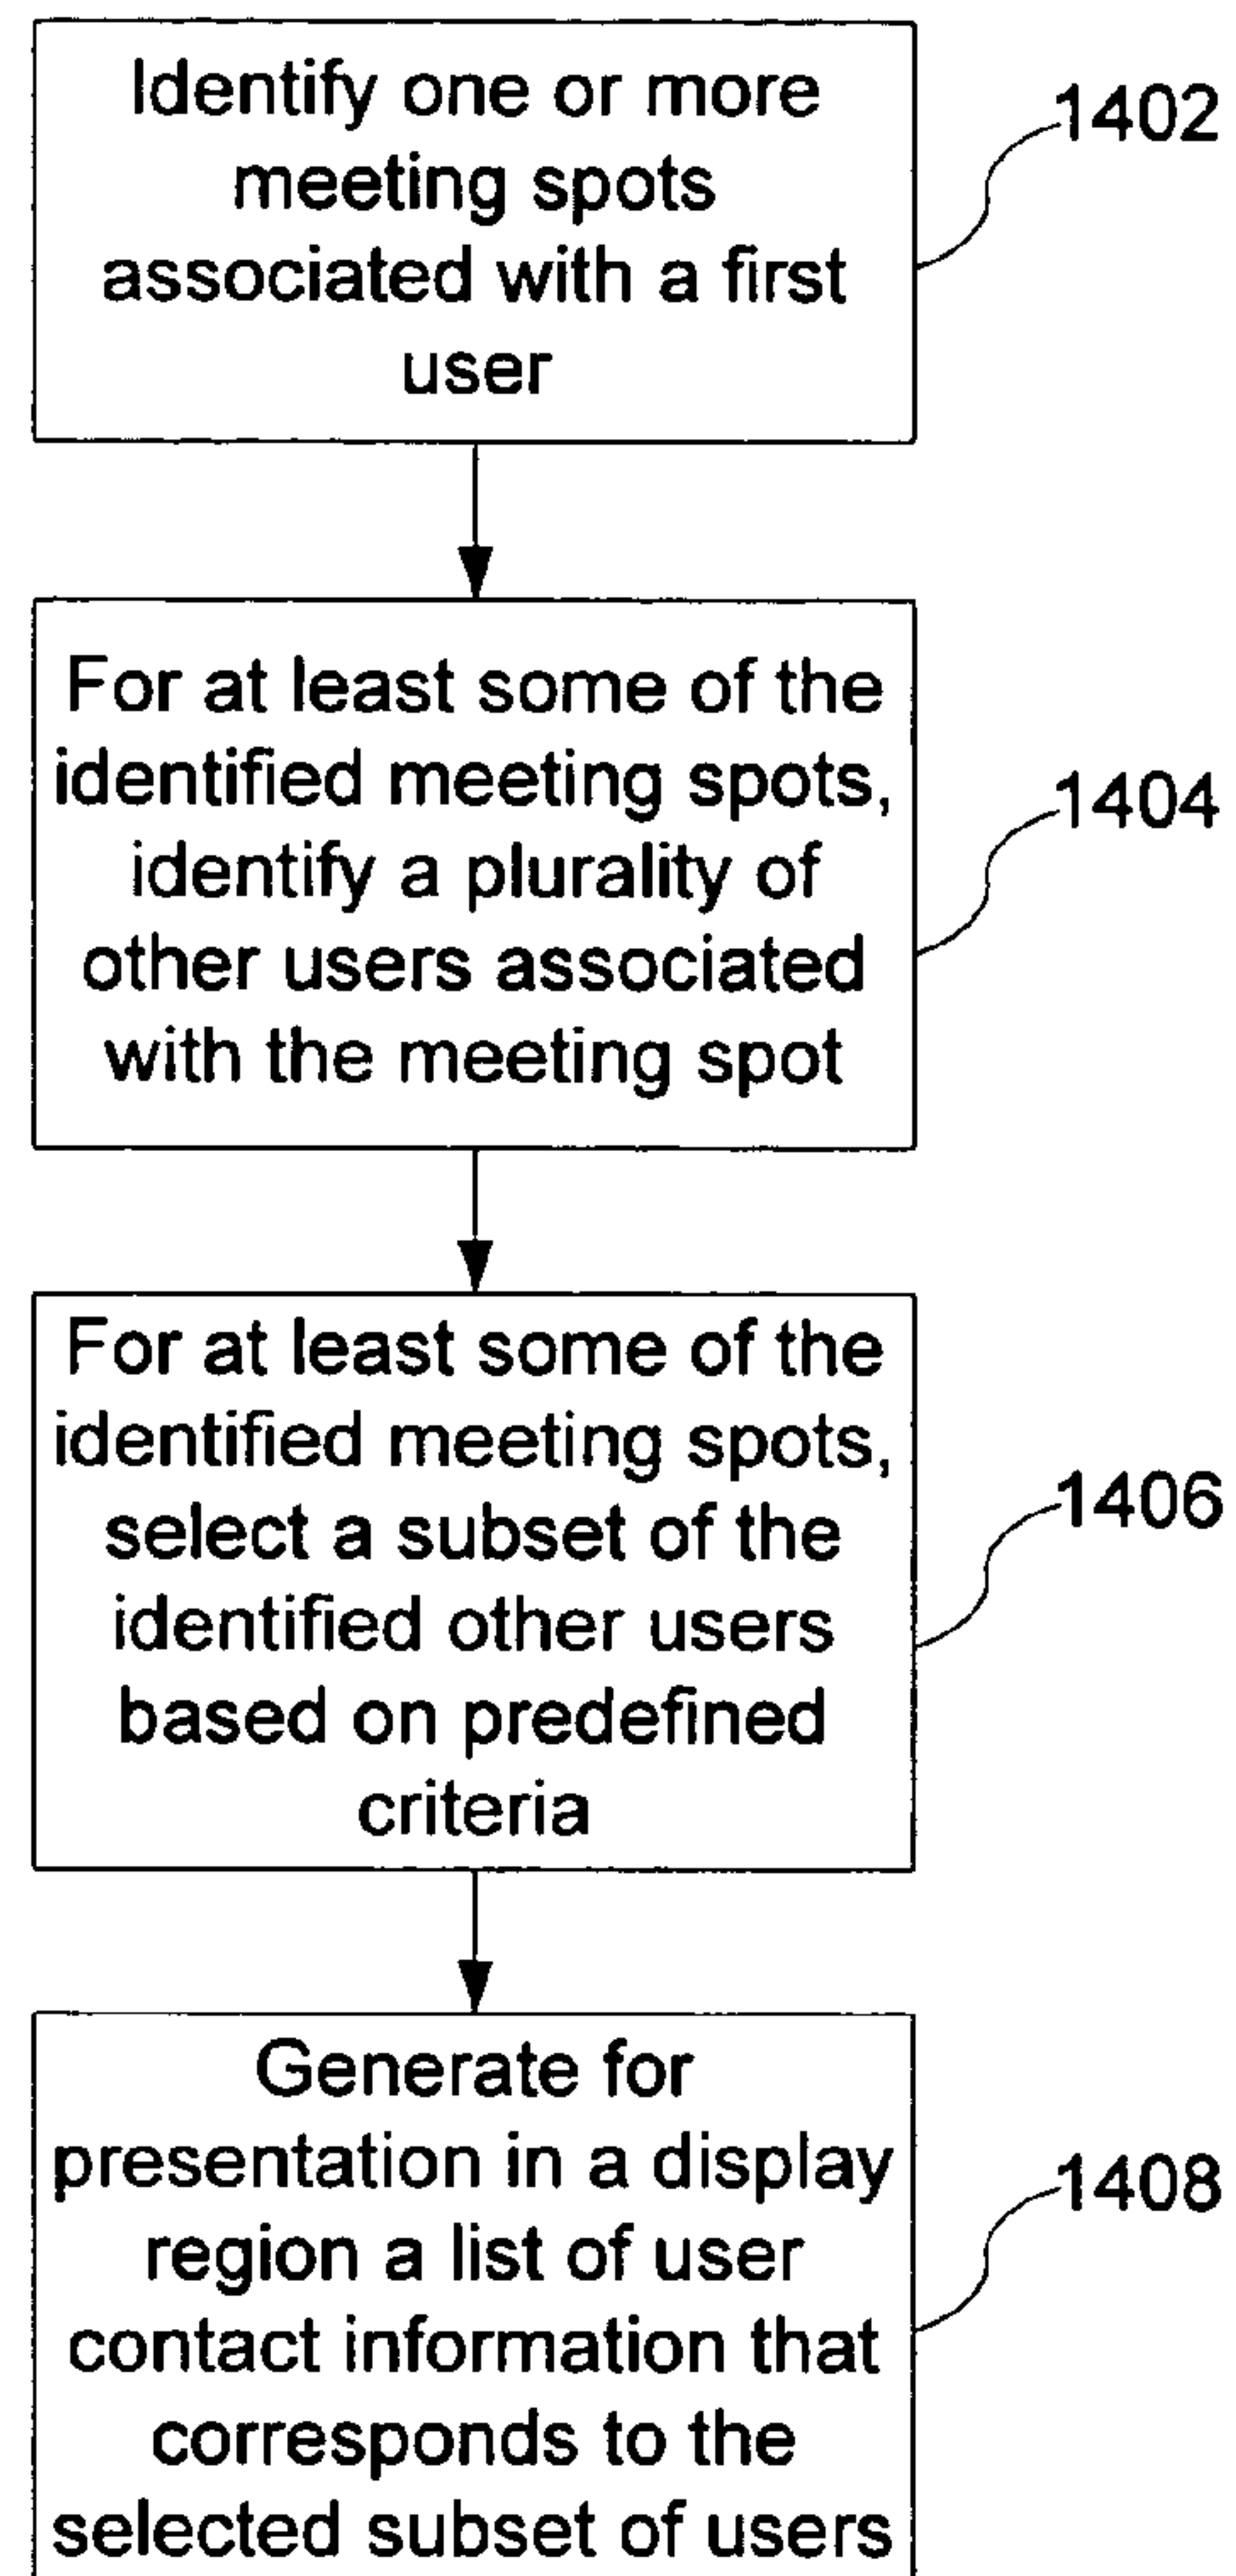 Identify one or more
meeting spots
associated with a first
user
1402
For at least some of the
identified meeting spots,
identify a plurality of
other users associated
with the meeting spot
1404
For at least some of the
identified meeting spots,
select a subset of the
identified other users
based on predefined
criteria
1406
Generate for
presentation in a display
region a list of user
contact information that
corresponds to the
selected subset of users
1408